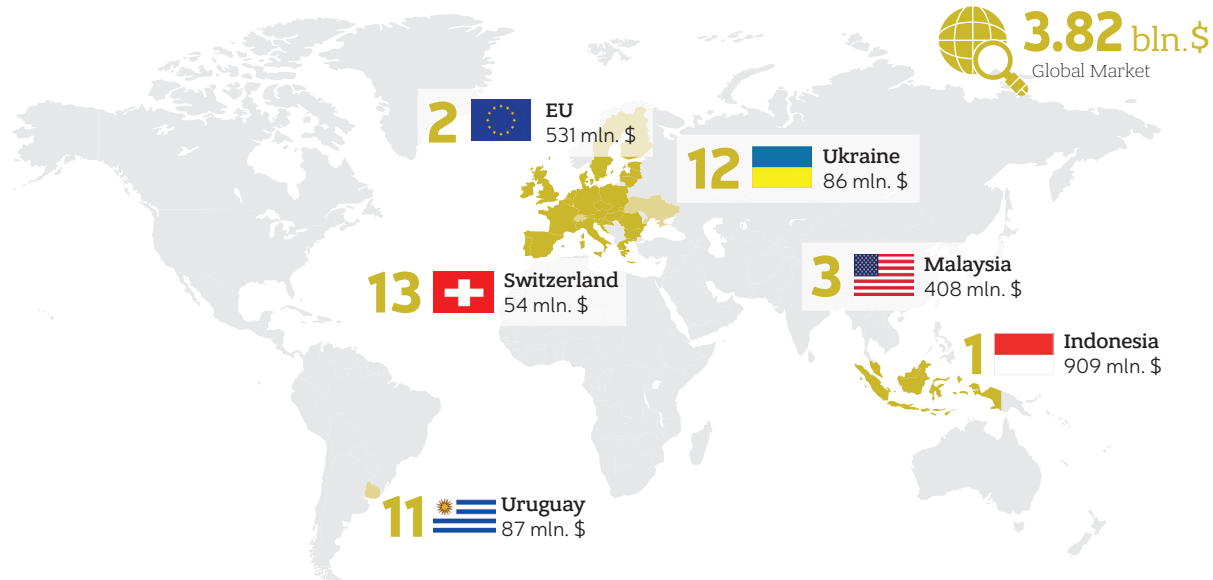 3.82 bln.$
Global Market
2
EU
531 mln. $
12
Ukraine
86 mln. $
13
Switzerland
54 mln. $
3
Malaysia
408 mln. $
1
Indonesia
909 mln. $
11
Uruguay
87 mln. $